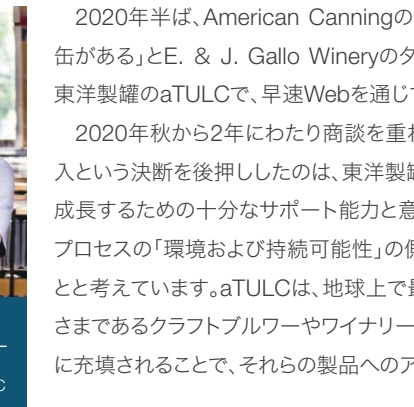 2020年半ば、American Canningの
缶がある」とE. & J. Gallo Wineryの
東洋製罐のaTULCで、早速Webを通じ
2020年秋から2年にわたり商談を重
入という決断を後押ししたのは、東洋製
成長するための十分なサポート能力と意
プロセスの「環境および持続可能性」の
とと考えています。aTULCは、地球上で
さまであるクラフトブルワーやワイナリー
に充填されることで、それらの製品へのア